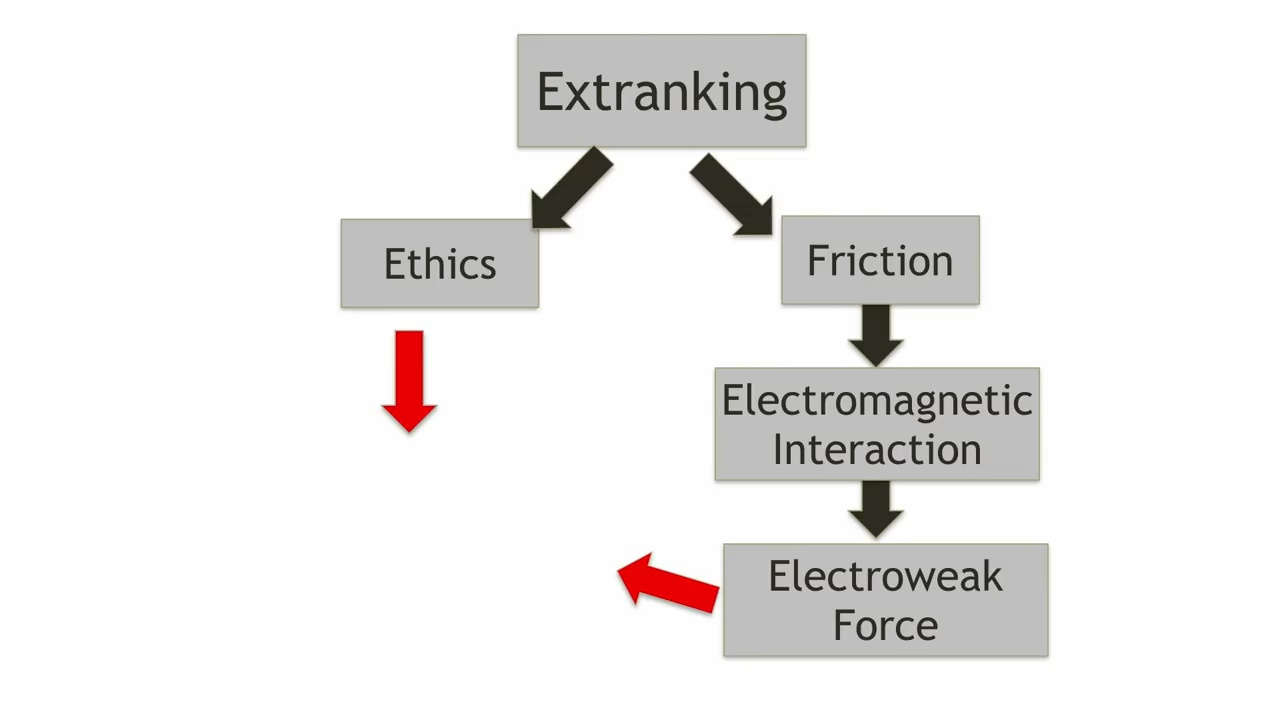 Extranking
Ethics
Friction
Electromagnetic
Interaction
Electroweak
Force